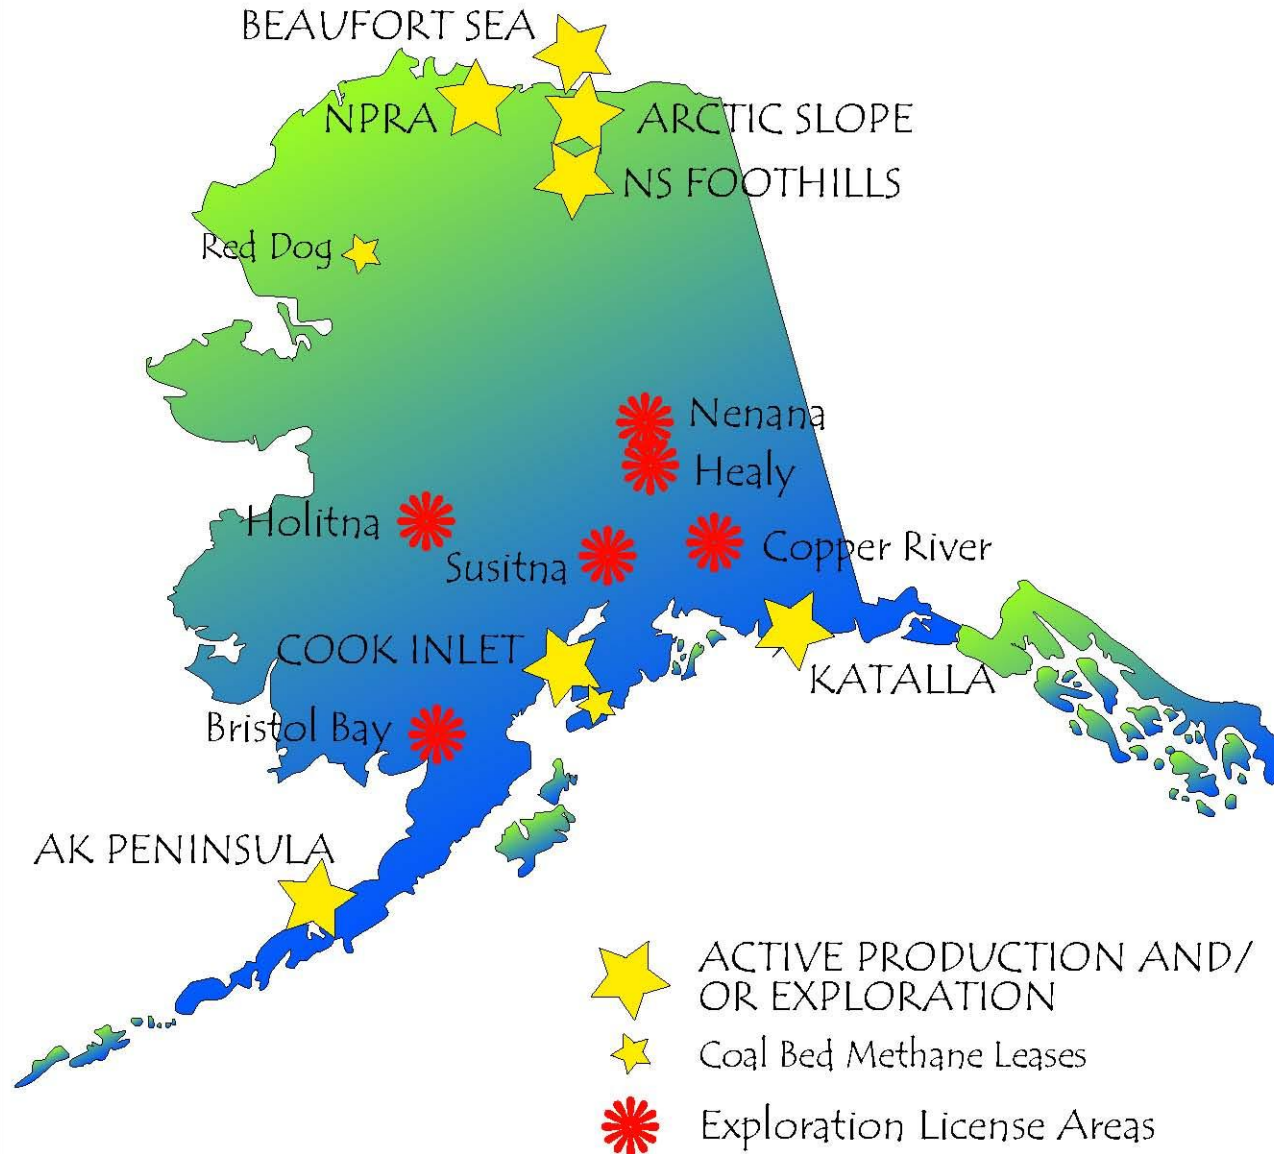 BEAUFORT SEA
NPRA
ARCTIC SLOPE
NS FOOTHILLS
Red Dog
Nenana
Healy
Holitna
Susitna
Copper River
COOK INLET
KATALLA
Bristol Bay
AK PENINSULA
ACTIVE PRODUCTION AND/
OR EXPLORATION
Coal Bed Methane Leases
Exploration License Areas